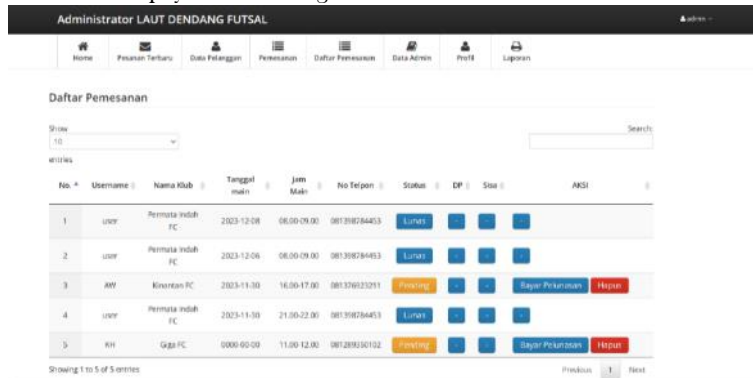 Administrator LAUT DENDANG FUTSAL admin
Home Pesanan Terbaru Data Pelanggan Pemesanan Daftar Pemesanan Data Admin Profil Laporan
Daftar Pemesanan
Show Search:
10
entries
No. Username Nama Klub Tanggal main Jam Main No Telpon Status DP Sisa AKSI
1 user Permata Indah FC 2023-12-08 08.00-09.00 081398784453 Lunas - - -
2 user Permata Indah FC 2023-12-06 08.00-09.00 081398784453 Lunas - - -
3 AW Kinantan FC 2023-11-30 16.00-17.00 081376923211 Pending - - Bayar Pelunasan Hapus
4 user Permata Indah FC 2023-11-30 21.00-22.00 081398784453 Lunas - - -
5 KH Giga FC 0000-00-00 11.00-12.00 081289350102 Pending - - Bayar Pelunasan Hapus
Showing 1 to 5 of 5 entries Previous 1 Next